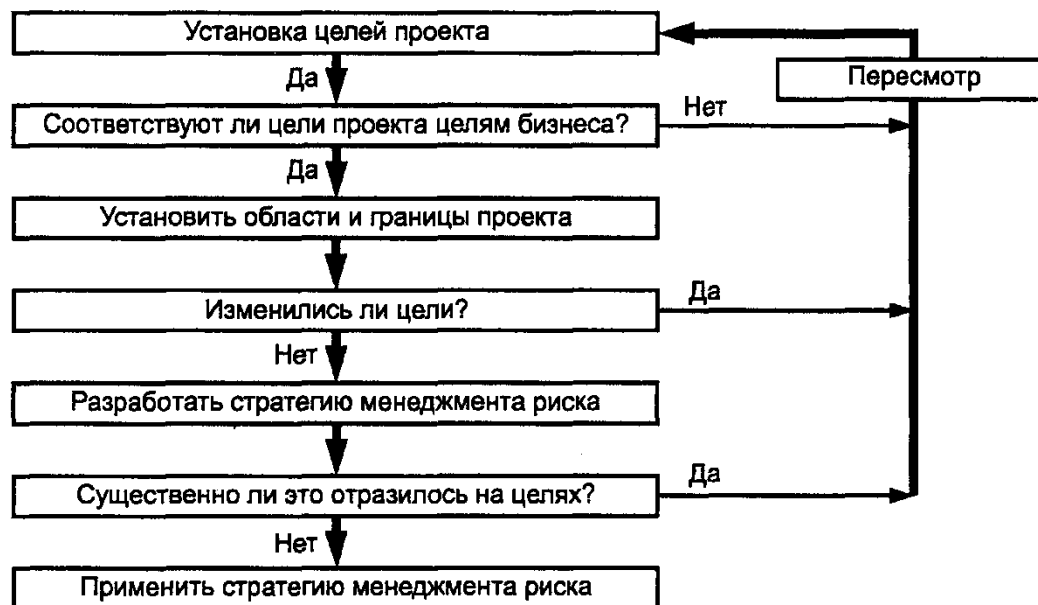 Установка целей проекта
Да
Пересмотр
Соответствуют ли цели проекта целям бизнеса?
Нет
Да
Установить области и границы проекта
Изменились ли цели?
Да
Нет
Разработать стратегию менеджмента риска
Существенно ли это отразилось на целях?
Да
Нет
Применить стратегию менеджмента риска